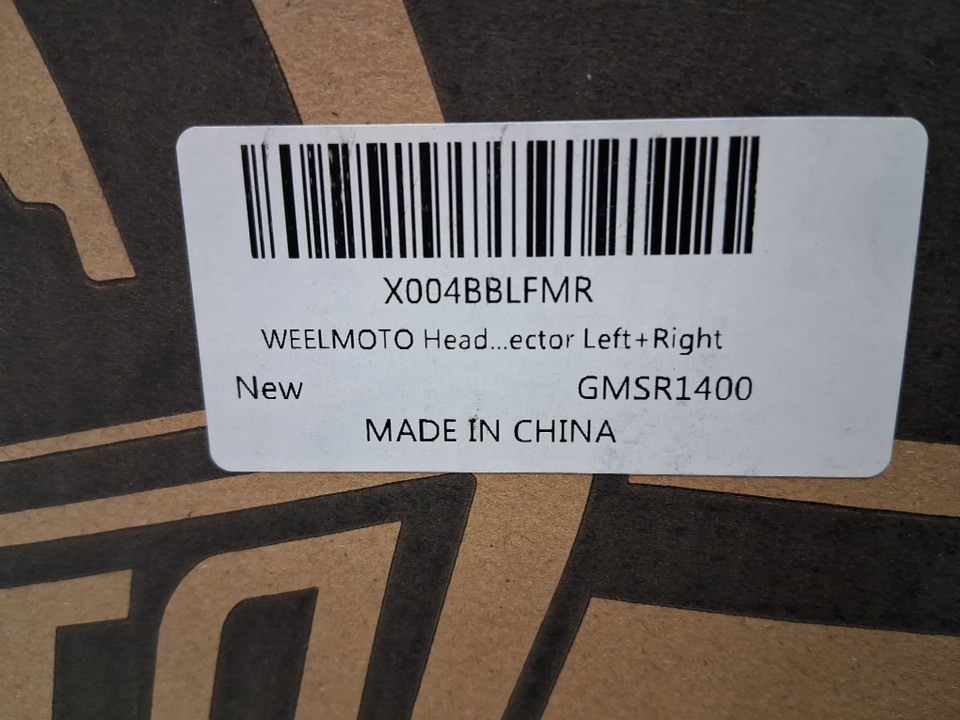 X004BBLFMR
WEELMOTO Head...ector Left+Right
New GMSR1400
MADE IN CHINA